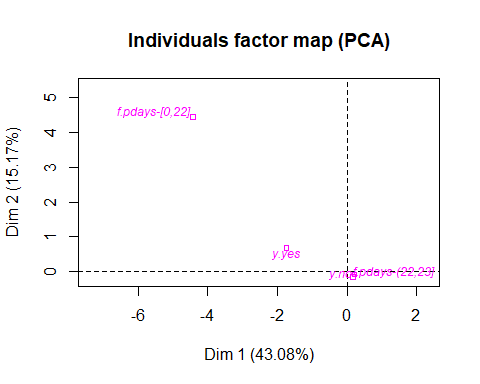 Individuals factor map (PCA)
f.pdays-[0,22]
y.yes
f.pdays-(22,23]
5
4
3
2
1
0
-6
-4
-2
0
2
Dim 2 (15.17%)
Dim 1 (43.08%)